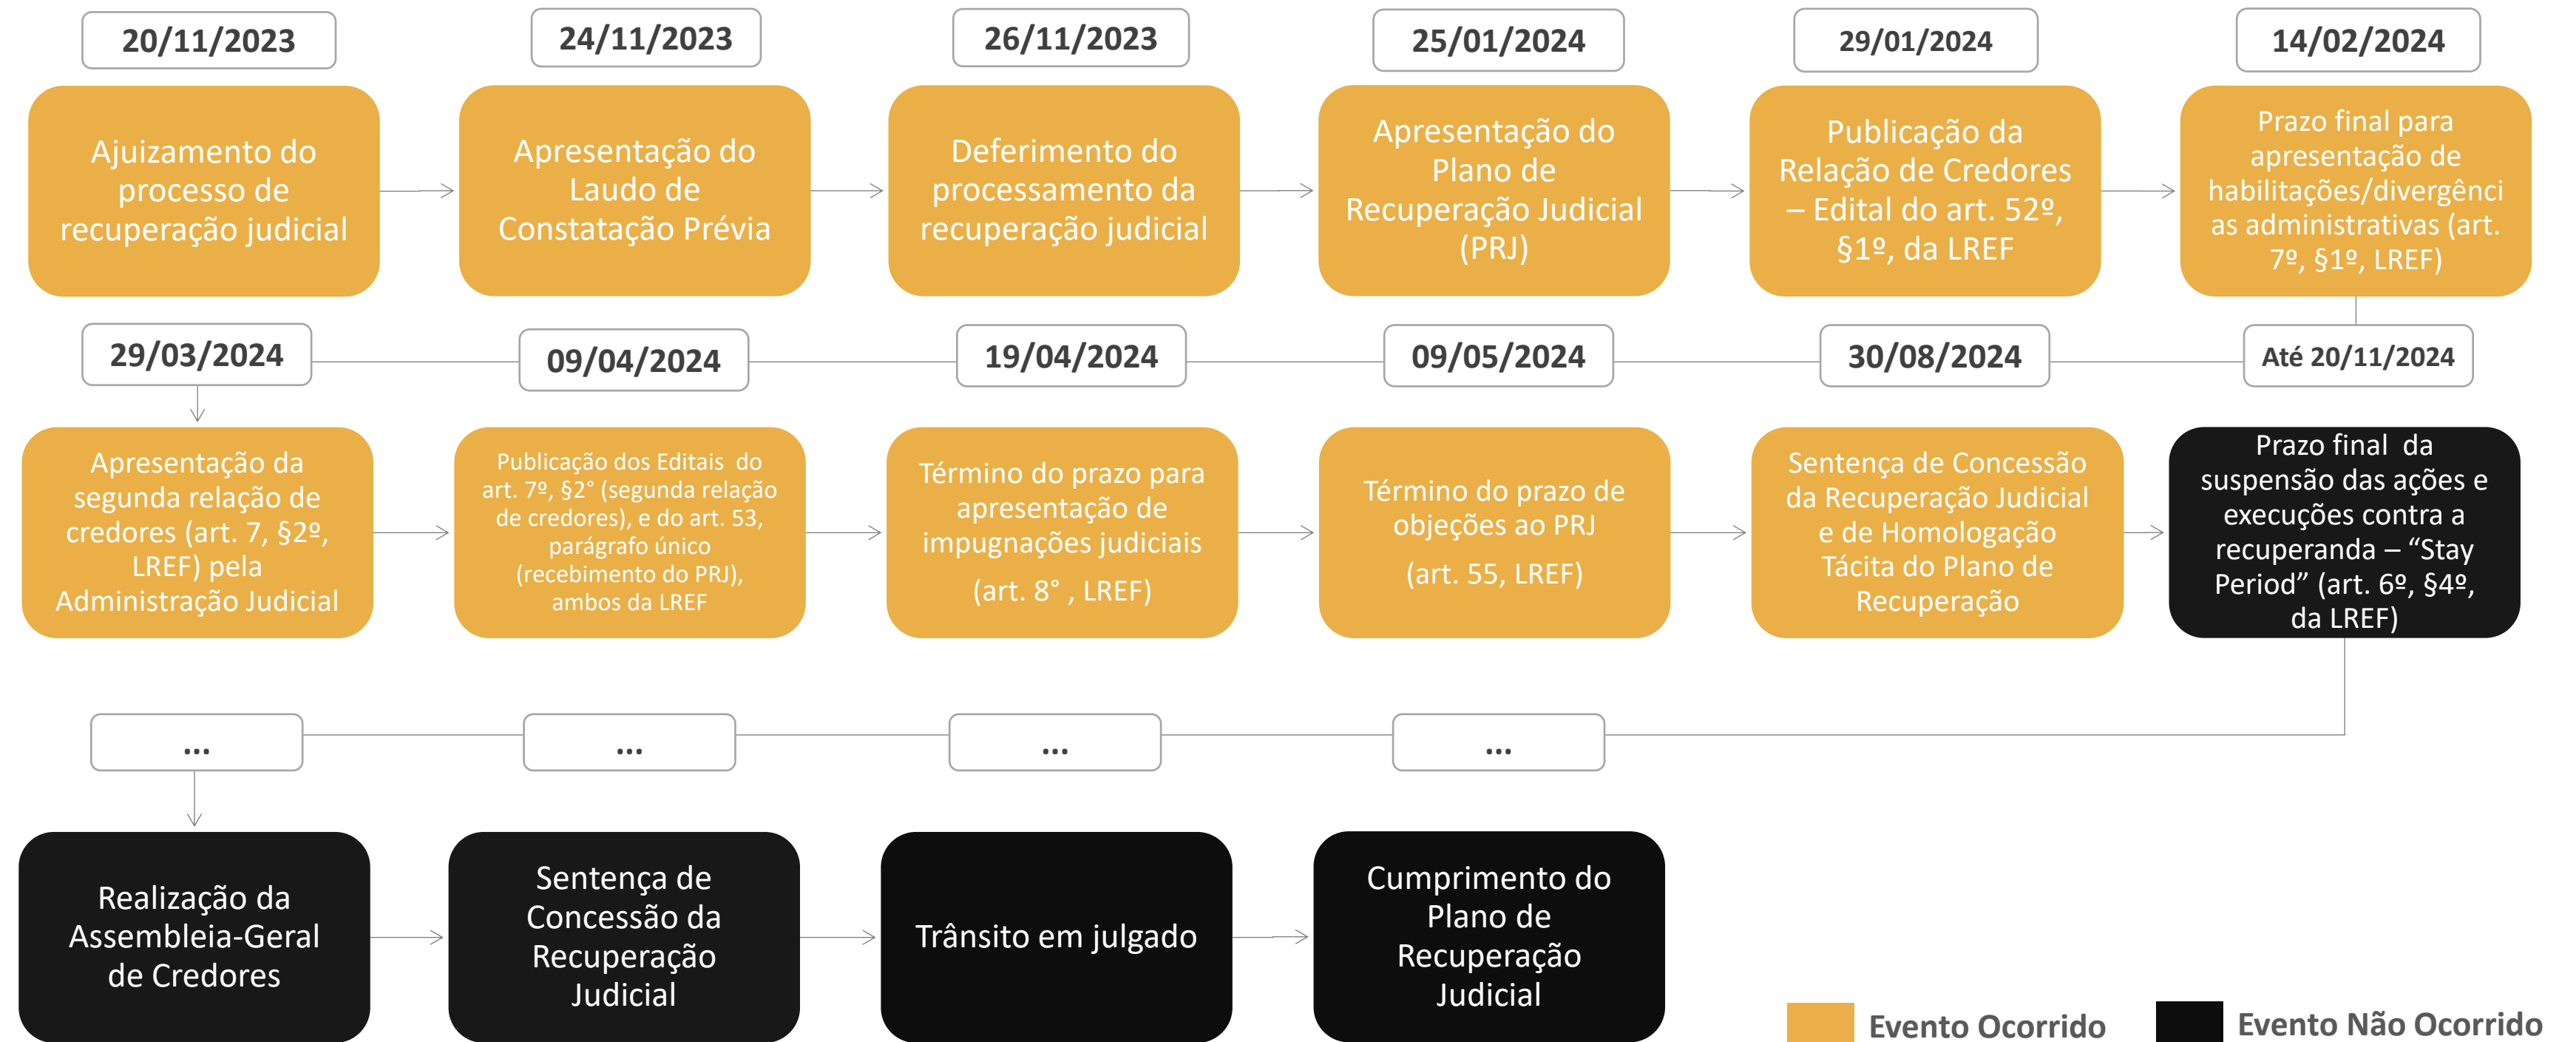 20/11/2023
24/11/2023
26/11/2023
25/01/2024
29/01/2024
14/02/2024
Ajuizamento do
processo de
recuperação judicial
Apresentação do
Laudo de
Constatação Prévia
Deferimento do
processamento da
recuperação judicial
Apresentação do
Plano de
Recuperação Judicial
(PRJ)
Publicação da
Relação de Credores
– Edital do art. 52º,
§1º, da LREF
Prazo final para
apresentação de
habilitações/divergênci
as administrativas (art.
7º, §1º, LREF)
29/03/2024
09/04/2024
19/04/2024
09/05/2024
30/08/2024
Até 20/11/2024
Apresentação da
segunda relação de
credores (art. 7, §2º,
LREF) pela
Administração Judicial
Publicação dos Editais do
art. 7º, §2° (segunda relação
de credores), e do art. 53,
parágrafo único
(recebimento do PRJ),
ambos da LREF
Término do prazo para
apresentação de
impugnações judiciais
(art. 8° , LREF)
Término do prazo de
objeções ao PRJ
(art. 55, LREF)
Sentença de Concessão
da Recuperação Judicial
e de Homologação
Tácita do Plano de
Recuperação
Prazo final da
suspensão das ações e
execuções contra a
recuperanda – “Stay
Period” (art. 6º, §4º,
da LREF)
...
...
...
...
Realização da
Assembleia-Geral
de Credores
Sentença de
Concessão da
Recuperação
Judicial
Trânsito em julgado
Cumprimento do
Plano de
Recuperação
Judicial
Evento Ocorrido
Evento Não Ocorrido